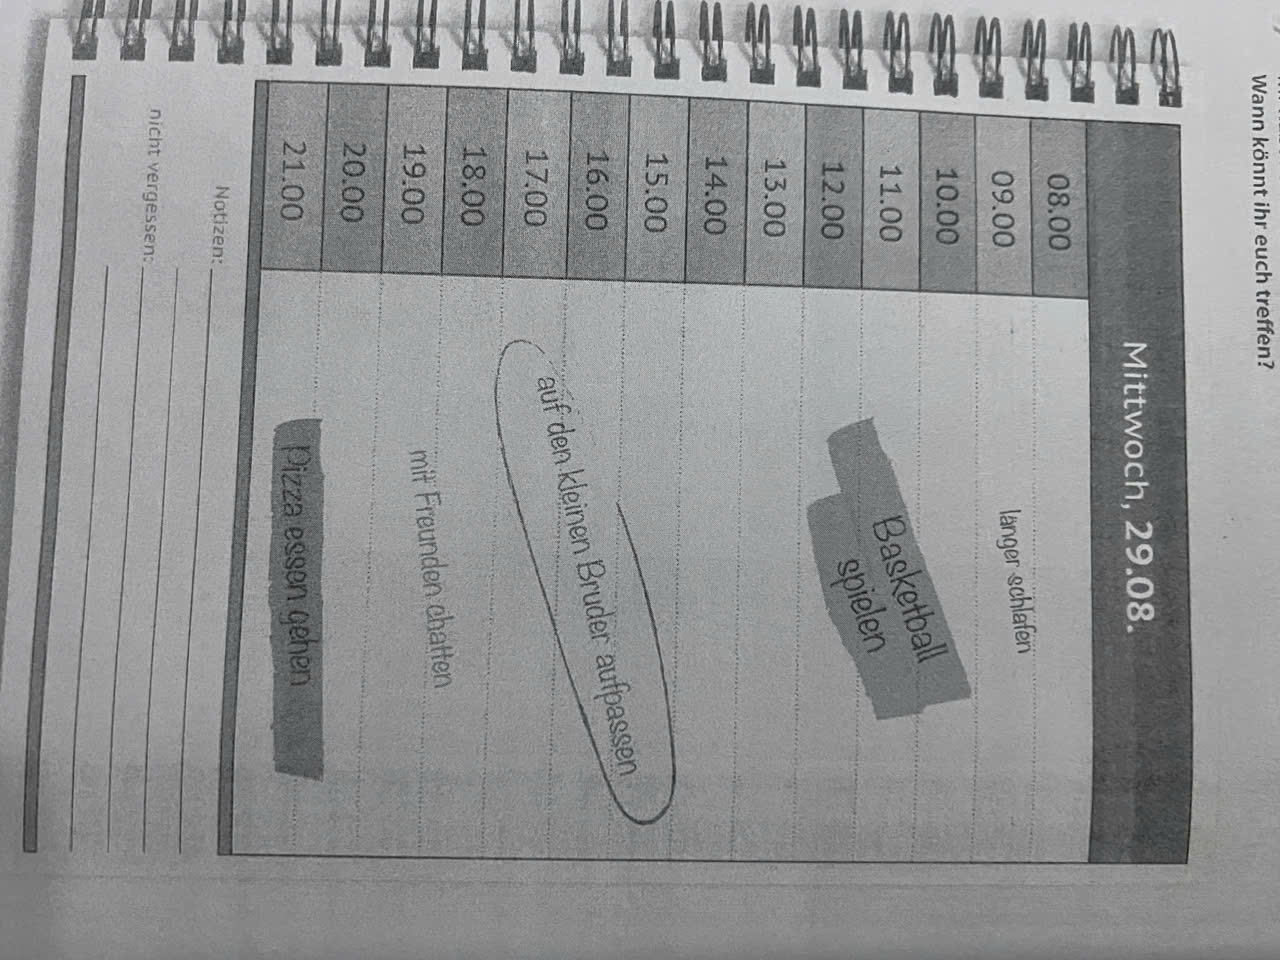 Wann könnt ihr euch treffen?
Mittwoch, 29.08.
08.00
09.00 länger schlafen
10.00
11.00 Basketball
12.00 spielen
13.00
14.00
15.00
16.00 auf den kleinen Bruder aufpassen
17.00
18.00
19.00 mit Freunden chatten
20.00
21.00 Pizza essen gehen
Notizen:
nicht vergessen: